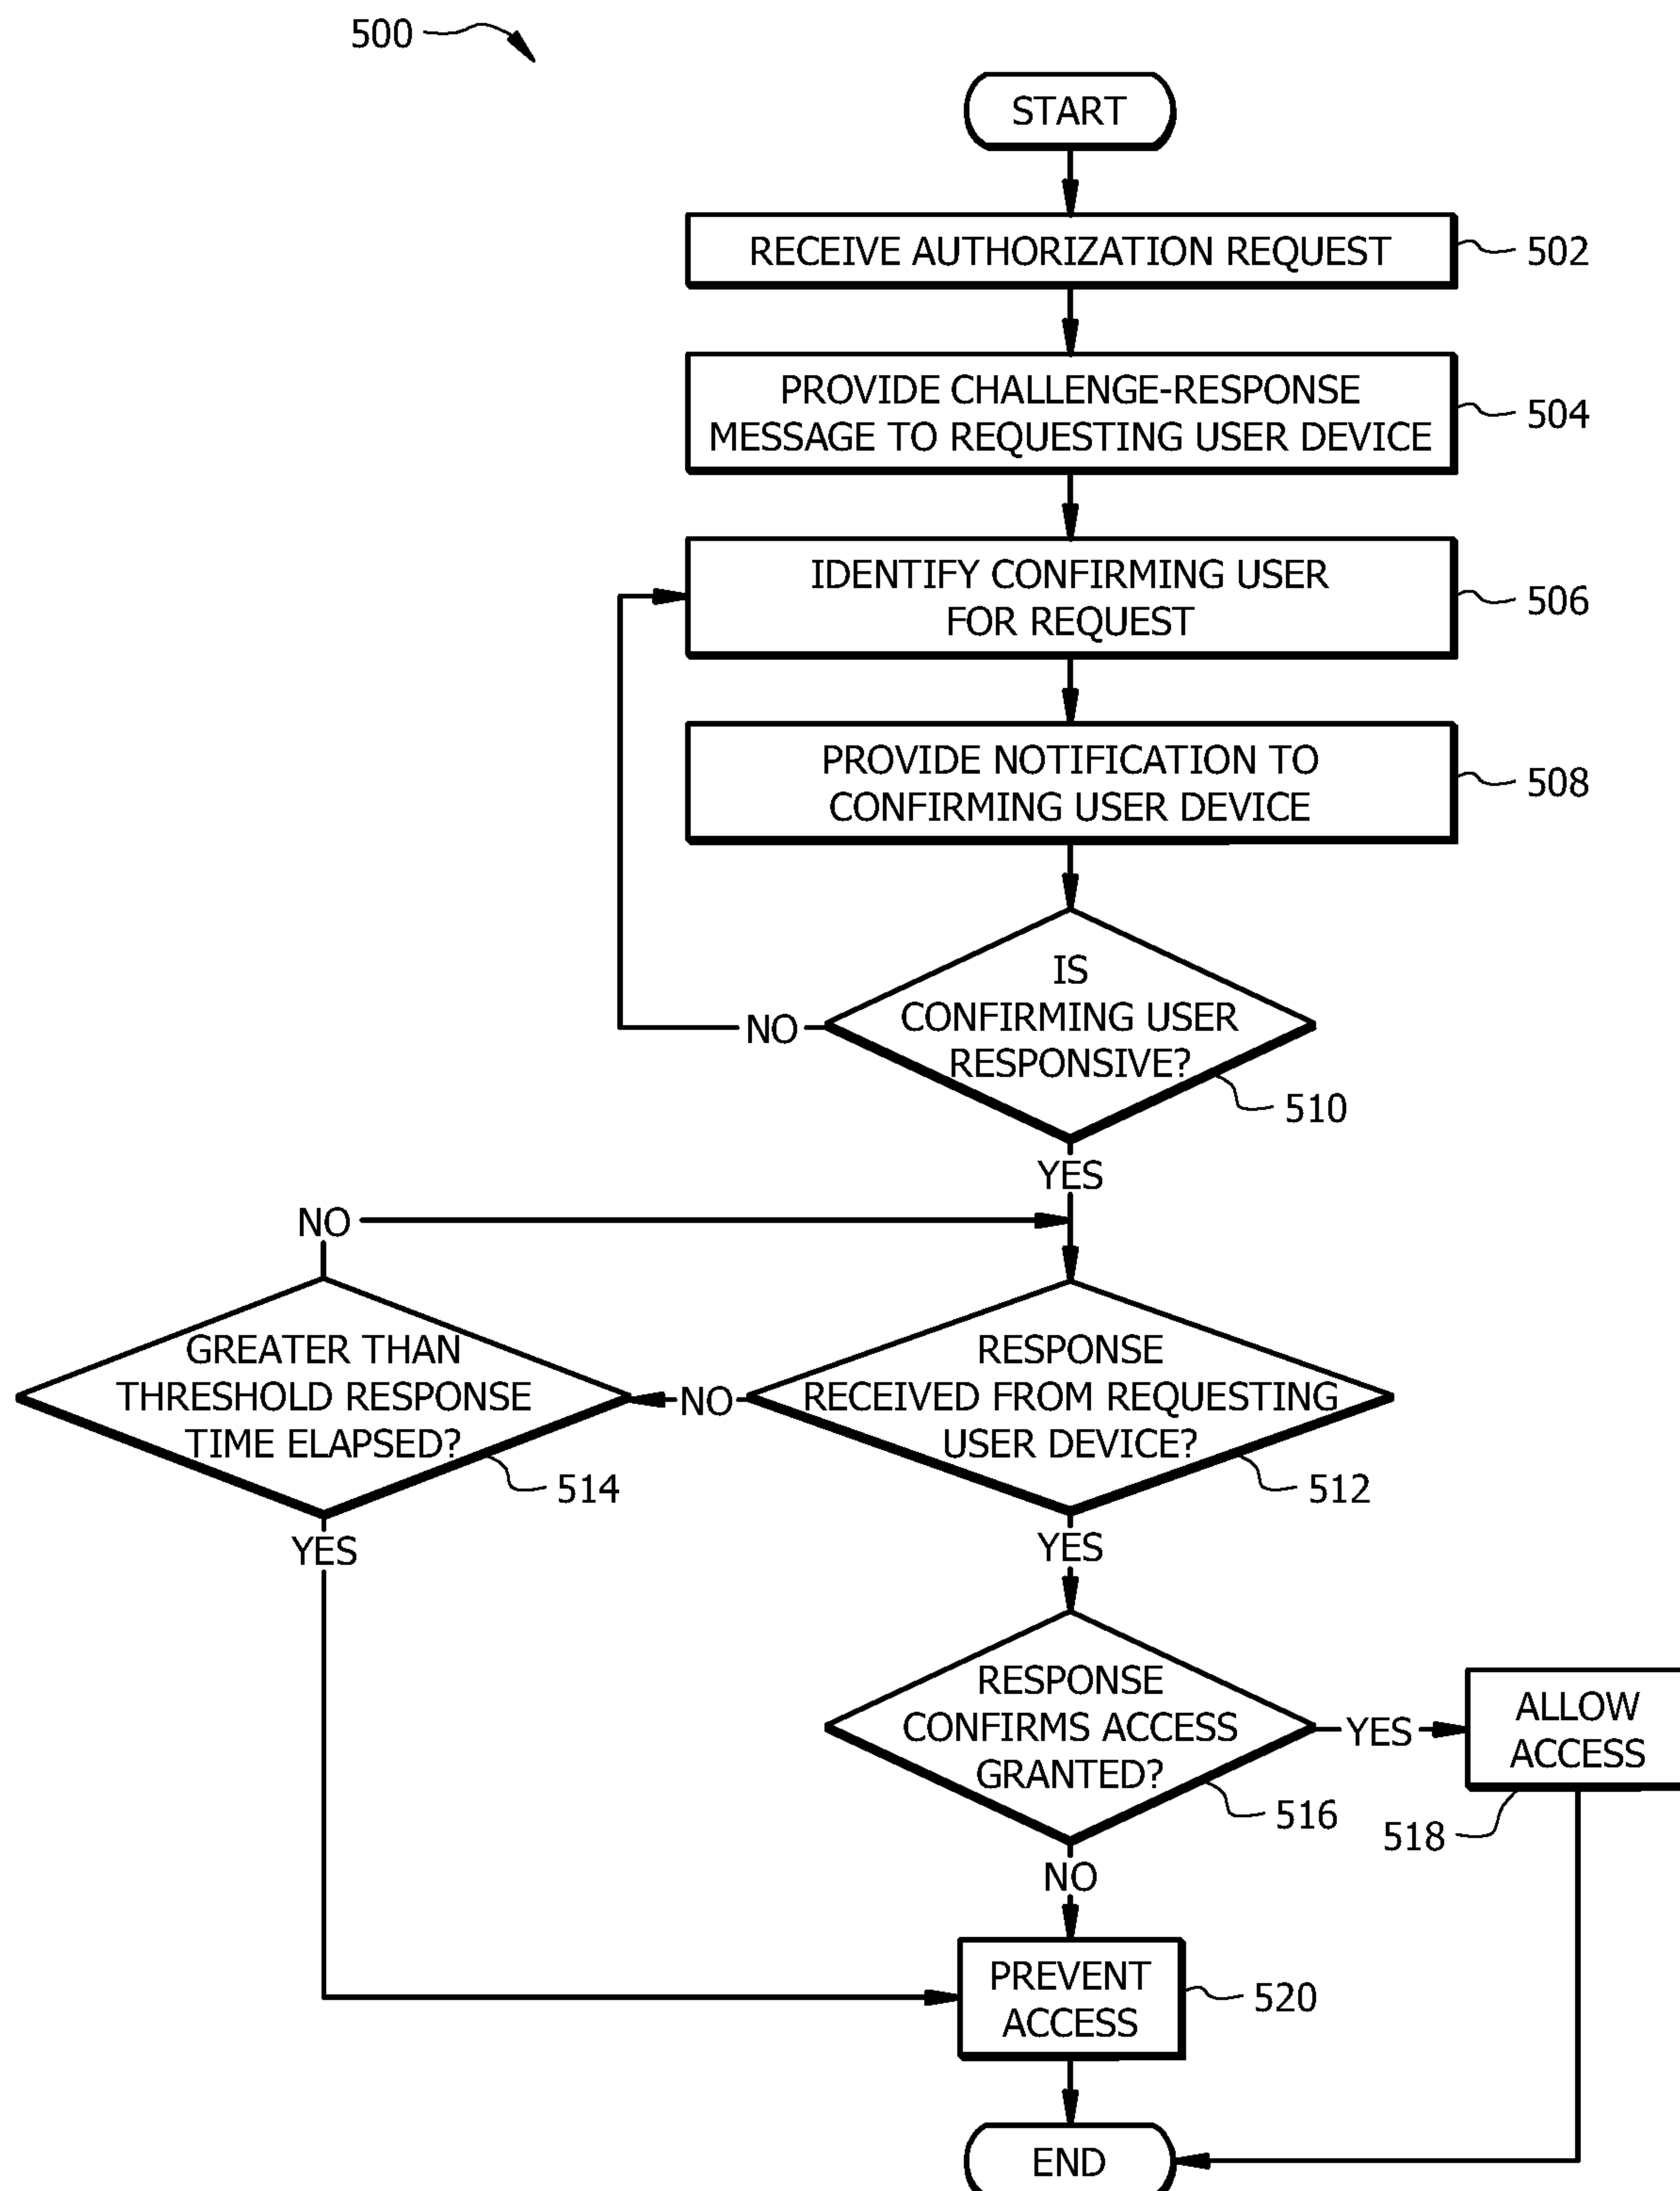 500
START
RECEIVE AUTHORIZATION REQUEST
502
PROVIDE CHALLENGE-RESPONSE
MESSAGE TO REQUESTING USER DEVICE
504
IDENTIFY CONFIRMING USER
FOR REQUEST
506
PROVIDE NOTIFICATION TO
CONFIRMING USER DEVICE
508
IS
CONFIRMING USER
RESPONSIVE?
NO
510
YES
NO
GREATER THAN
THRESHOLD RESPONSE
TIME ELAPSED?
514
NO
RESPONSE
RECEIVED FROM REQUESTING
USER DEVICE?
512
YES
YES
RESPONSE
CONFIRMS ACCESS
GRANTED?
516
YES
ALLOW
ACCESS
518
NO
PREVENT
ACCESS
520
END